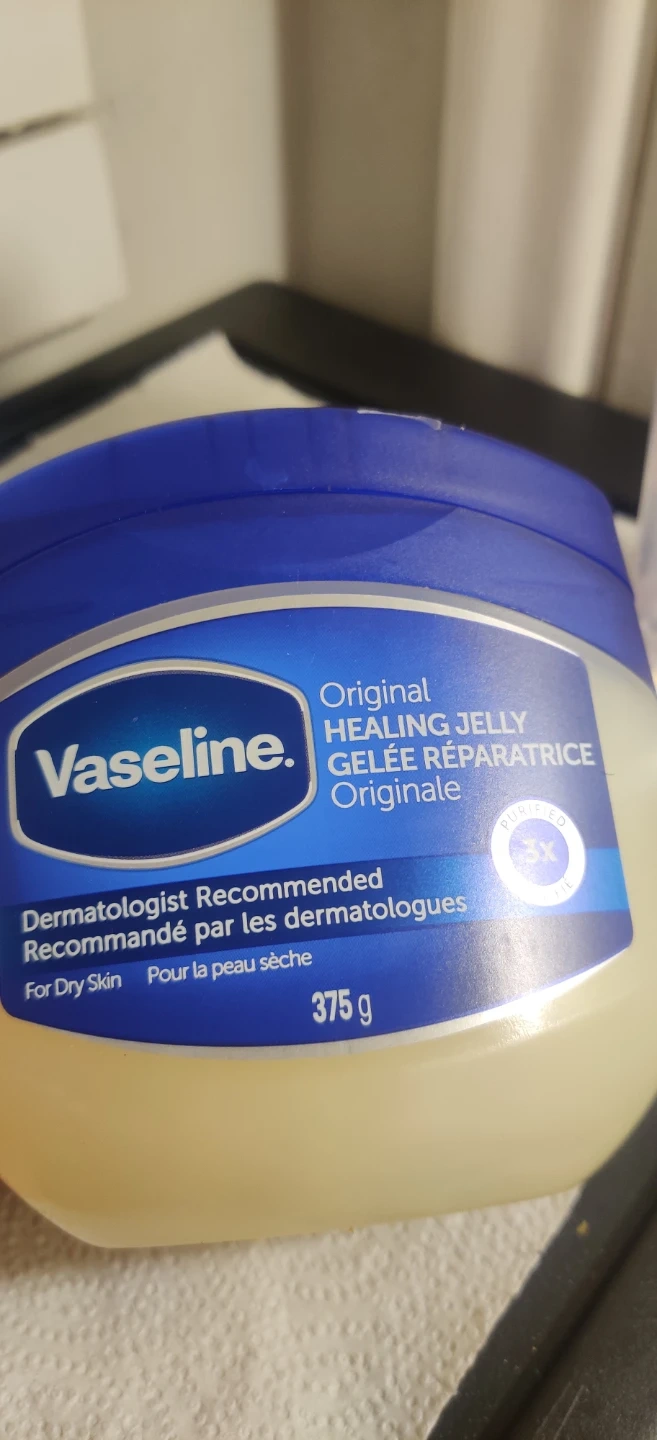 Vaseline.
Original
HEALING JELLY
GELÉE RÉPARATRICE
Originale
PURIFIED
3x
Dermatologist Recommended
Recommandé par les dermatologues
For Dry Skin Pour la peau sèche
375 g